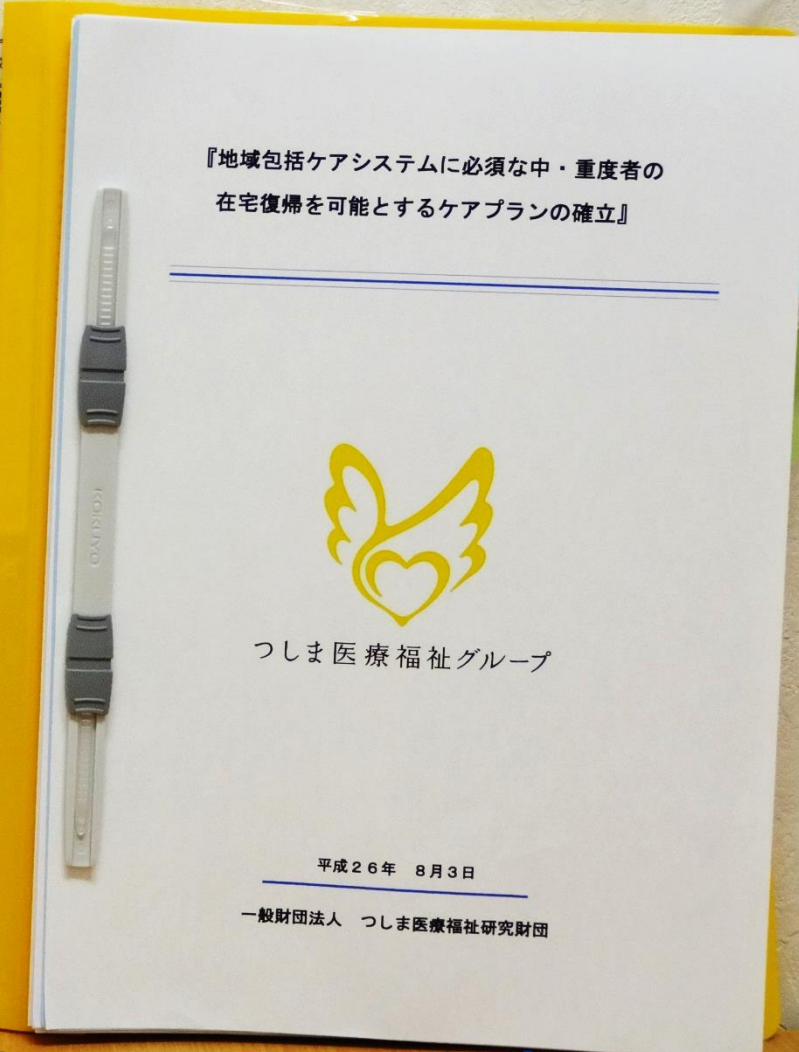 『地域包括ケアシステムに必須な中・重度者の
在宅復帰を可能とするケアプランの確立』
KOKUYO
つしま医療福祉グループ
平成２６年　８月３日
一般財団法人　つしま医療福祉研究財団